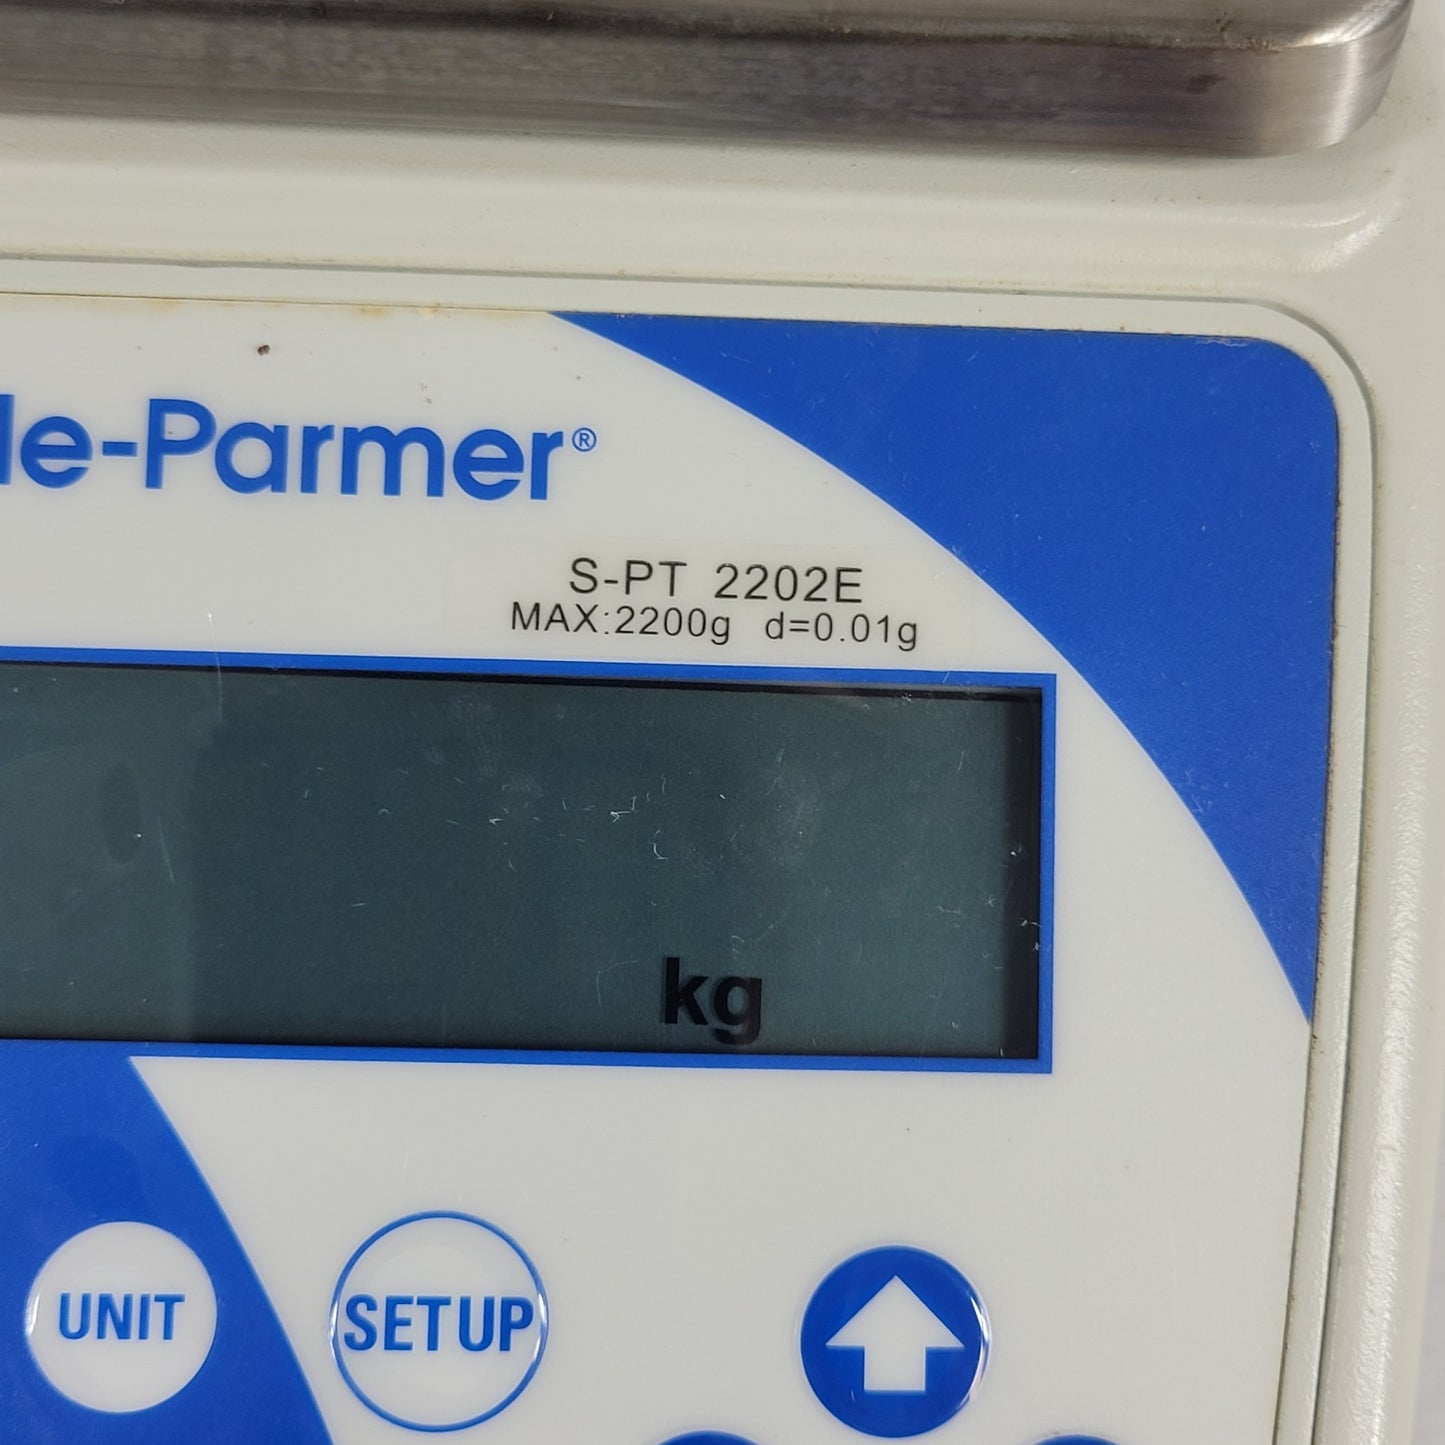 le-Parmer®
S-PT 2202E
MAX:2200g d=0.01g
kg
UNIT
SETUP